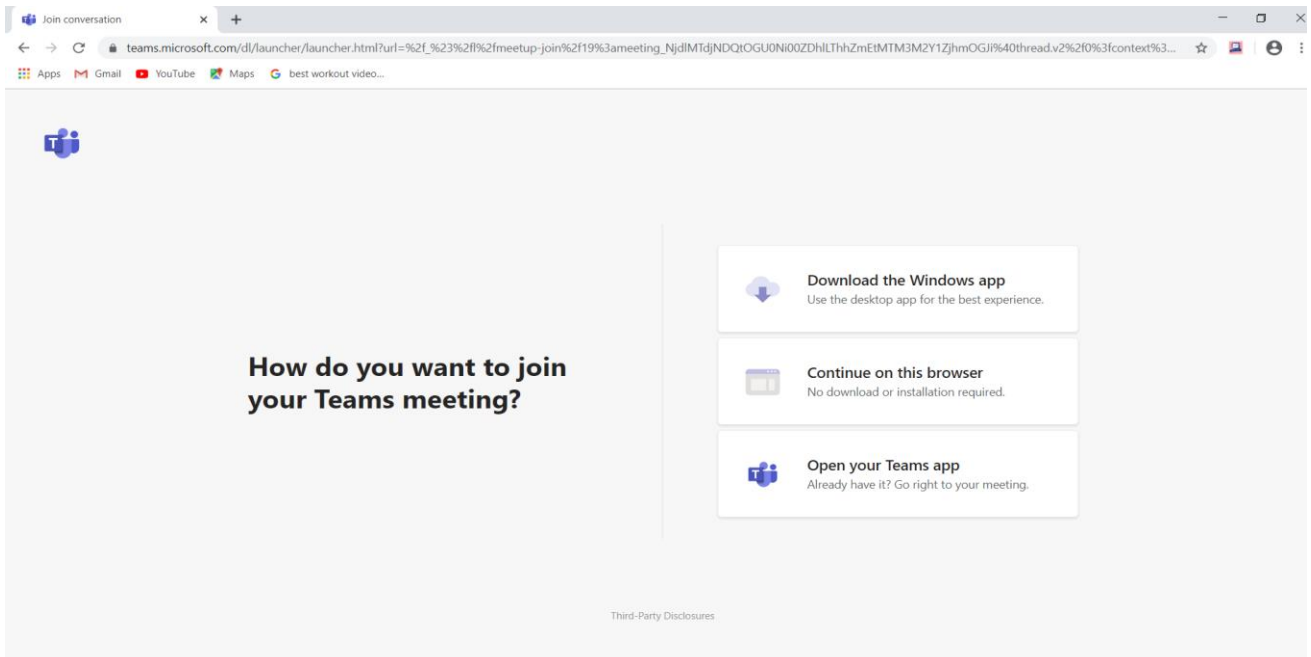 Join conversation
teams.microsoft.com/dl/launcher/launcher.html?url=%2f_%23%2fl%2fmeetup-join%2f19%3ameeting_NjdlMTdjNDQtOGU0Ni00ZDhlLThhZmEtMTM3M2Y1ZjhmOGJi%40thread.v2%2f0%3fcontext%3...
Apps Gmail YouTube Maps best workout video...
Download the Windows app
Use the desktop app for the best experience.
How do you want to join
your Teams meeting?
Continue on this browser
No download or installation required.
Open your Teams app
Already have it? Go right to your meeting.
Third-Party Disclosures